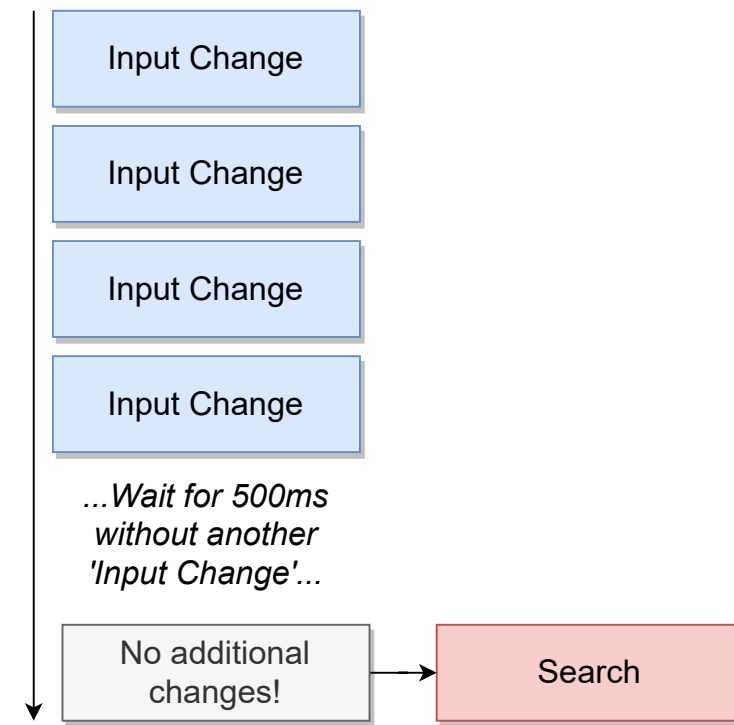 Input Change
Input Change
Input Change
Input Change
...Wait for 500ms
without another
'Input Change'...
No additional
changes!
Search